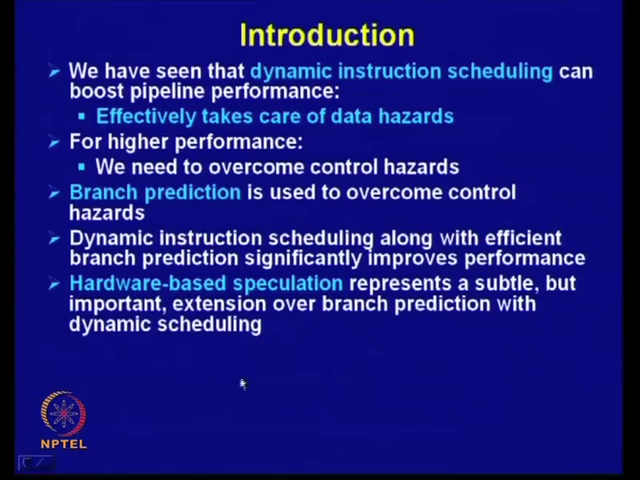 Introduction
We have seen that dynamic instruction scheduling can
boost pipeline performance:
Effectively takes care of data hazards
For higher performance:
We need to overcome control hazards
Branch prediction is used to overcome control
hazards
Dynamic instruction scheduling along with efficient
branch prediction significantly improves performance
Hardware-based speculation represents a subtle, but
important, extension over branch prediction with
dynamic scheduling
NPTEL